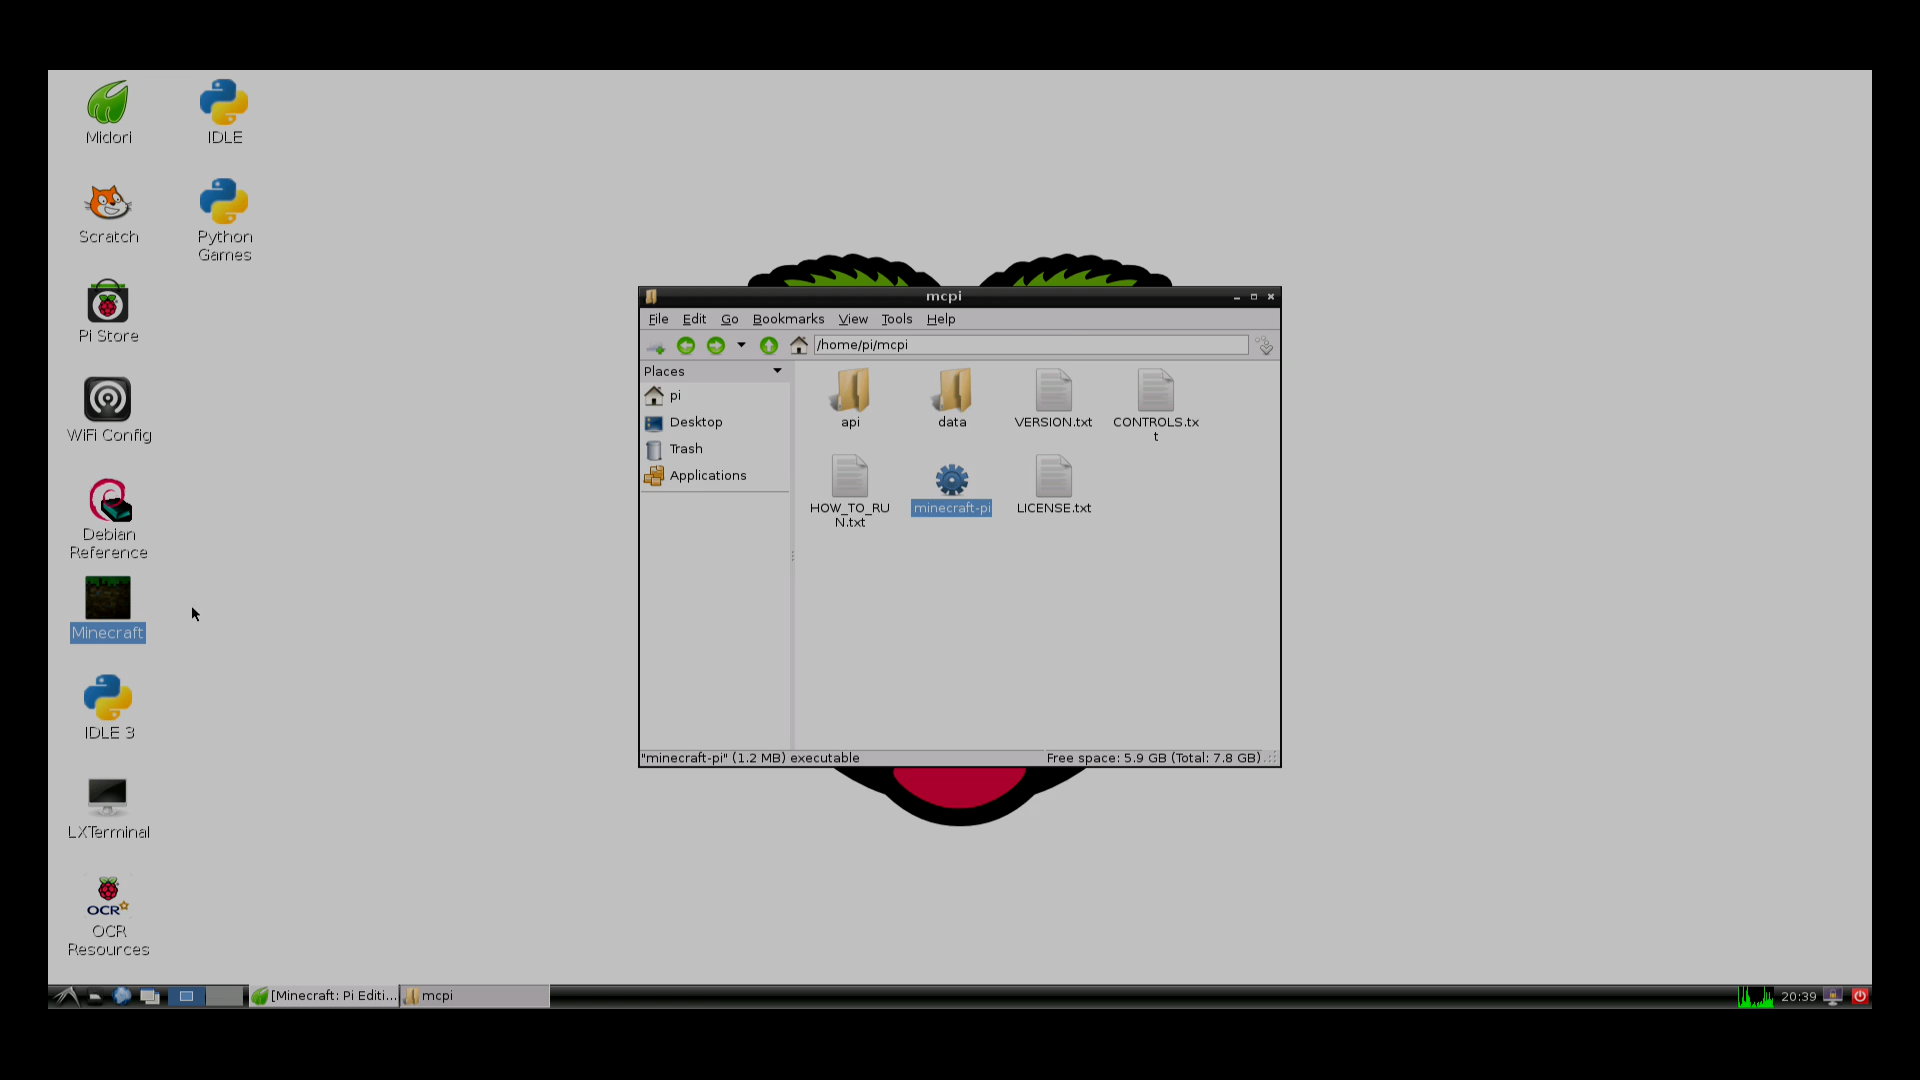 Midori
IDLE
Scratch
Python
Games
Pi Store
WiFi Config
Debian
Reference
Minecraft
IDLE 3
LXTerminal
OCR
OCR
Resources
mcpi
File Edit Go Bookmarks View Tools Help
/home/pi/mcpi
Places
pi
Desktop
Trash
Applications
api
data
VERSION.txt
CONTROLS.tx
t
HOW_TO_RU
N.txt
minecraft-pi
LICENSE.txt
"minecraft-pi" (1.2 MB) executable
Free space: 5.9 GB (Total: 7.8 GB)
[Minecraft: Pi Editi...
mcpi
20:39